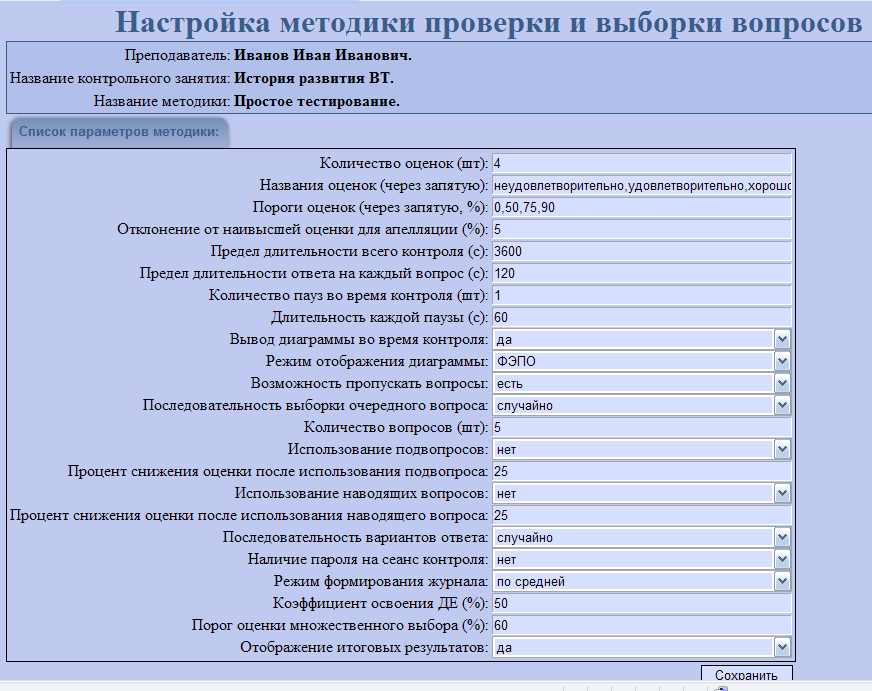 Настройка методики проверки и выборки вопросов
Преподаватель: Иванов Иван Иванович.
Название контрольного занятия: История развития ВТ.
Название методики: Простое тестирование.
Список параметров методики:
Количество оценок (шт): 4
Названия оценок (через запятую): неудовлетворительно,удовлетворительно,хорошо
Пороги оценок (через запятую, %): 0,50,75,90
Отклонение от наивысшей оценки для апелляции (%): 5
Предел длительности всего контроля (с): 3600
Предел длительности ответа на каждый вопрос (с): 120
Количество пауз во время контроля (шт): 1
Длительность каждой паузы (с): 60
Вывод диаграммы во время контроля: да
Режим отображения диаграммы: ФЭПО
Возможность пропускать вопросы: есть
Последовательность выборки очередного вопроса: случайно
Количество вопросов (шт): 5
Использование подвопросов: нет
Процент снижения оценки после использования подвопроса: 25
Использование наводящих вопросов: нет
Процент снижения оценки после использования наводящего вопроса: 25
Последовательность вариантов ответа: случайно
Наличие пароля на сеанс контроля: нет
Режим формирования журнала: по средней
Коэффициент освоения ДЕ (%): 50
Порог оценки множественного выбора (%): 60
Отображение итоговых результатов: да
Сохранить